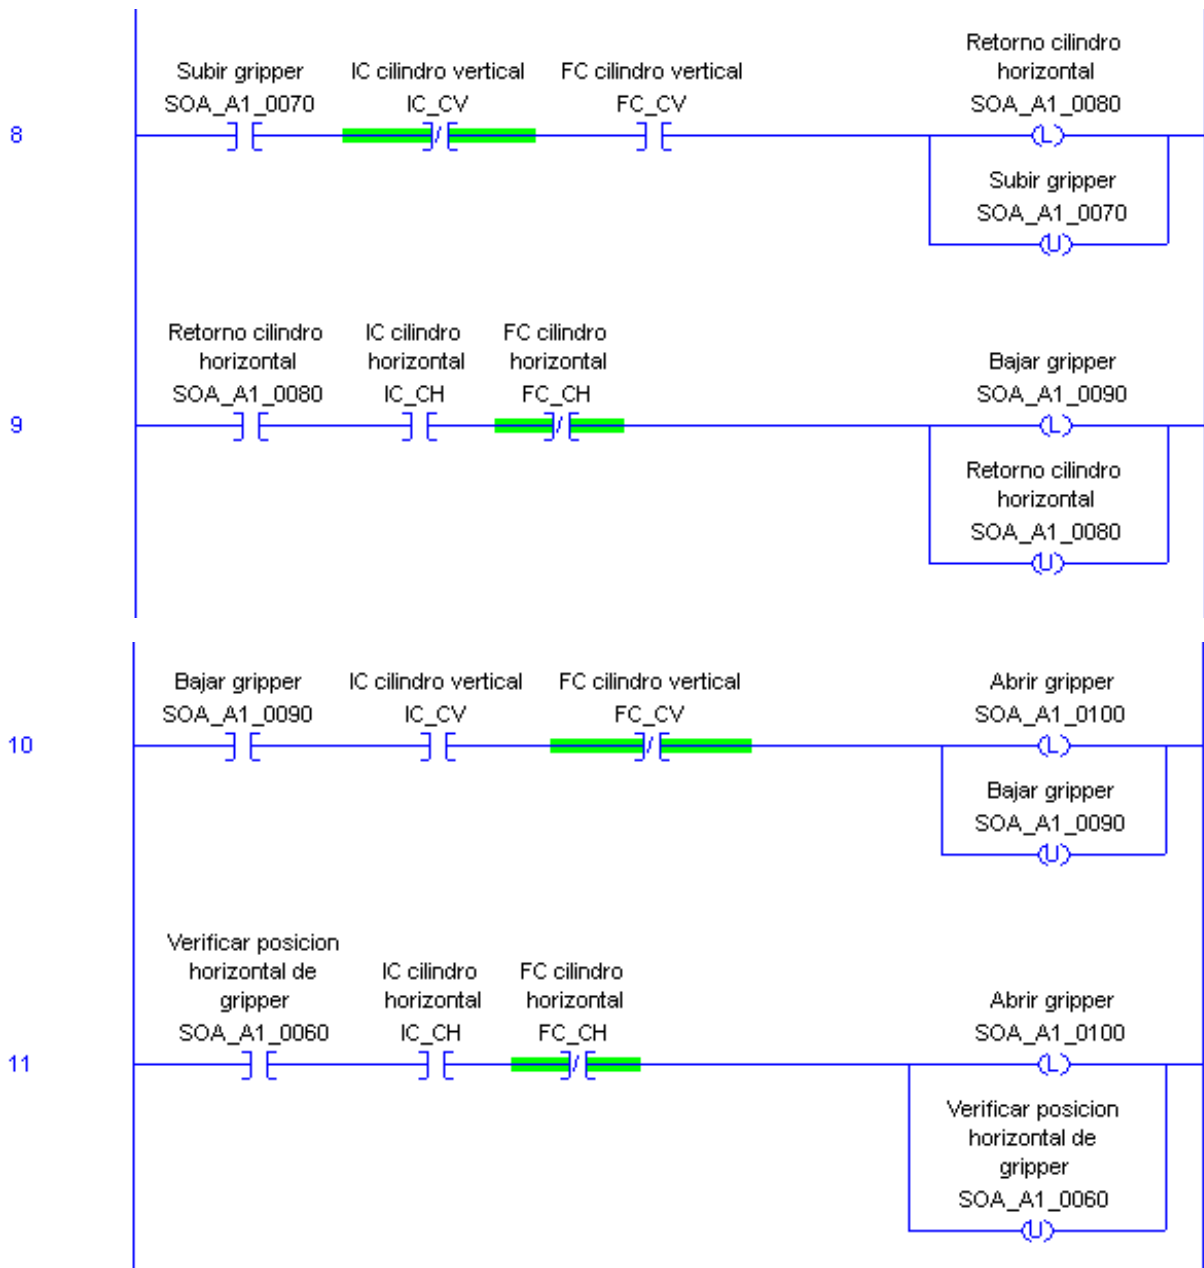 Subir gripper IC cilindro vertical FC cilindro vertical Retorno cilindro
horizontal
SOA_A1_0070 IC_CV FC_CV SOA_A1_0080
8 / L
Subir gripper
SOA_A1_0070
U
Retorno cilindro IC cilindro FC cilindro
horizontal horizontal horizontal Bajar gripper
SOA_A1_0080 IC_CH FC_CH SOA_A1_0090
9 / L
Retorno cilindro
horizontal
SOA_A1_0080
U
Bajar gripper IC cilindro vertical FC cilindro vertical Abrir gripper
SOA_A1_0090 IC_CV FC_CV SOA_A1_0100
10 / L
Bajar gripper
SOA_A1_0090
U
Verificar posicion
horizontal de IC cilindro FC cilindro
gripper horizontal horizontal Abrir gripper
SOA_A1_0060 IC_CH FC_CH SOA_A1_0100
11 / L
Verificar posicion
horizontal de
gripper
SOA_A1_0060
U